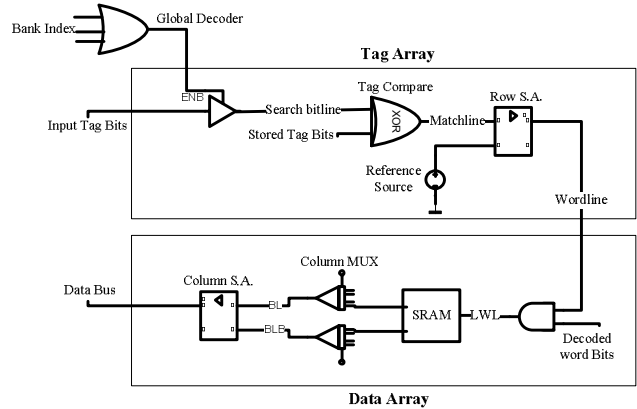 Global Decoder
Bank Index
Tag Array
ENB
Tag Compare
Row S.A.
Search bitline
XOR
Matchline
Input Tag Bits
Stored Tag Bits
Reference
Source
Wordline
Column MUX
Column S.A.
Data Bus
BL
SRAM
LWL
BLB
Decoded
word Bits
Data Array